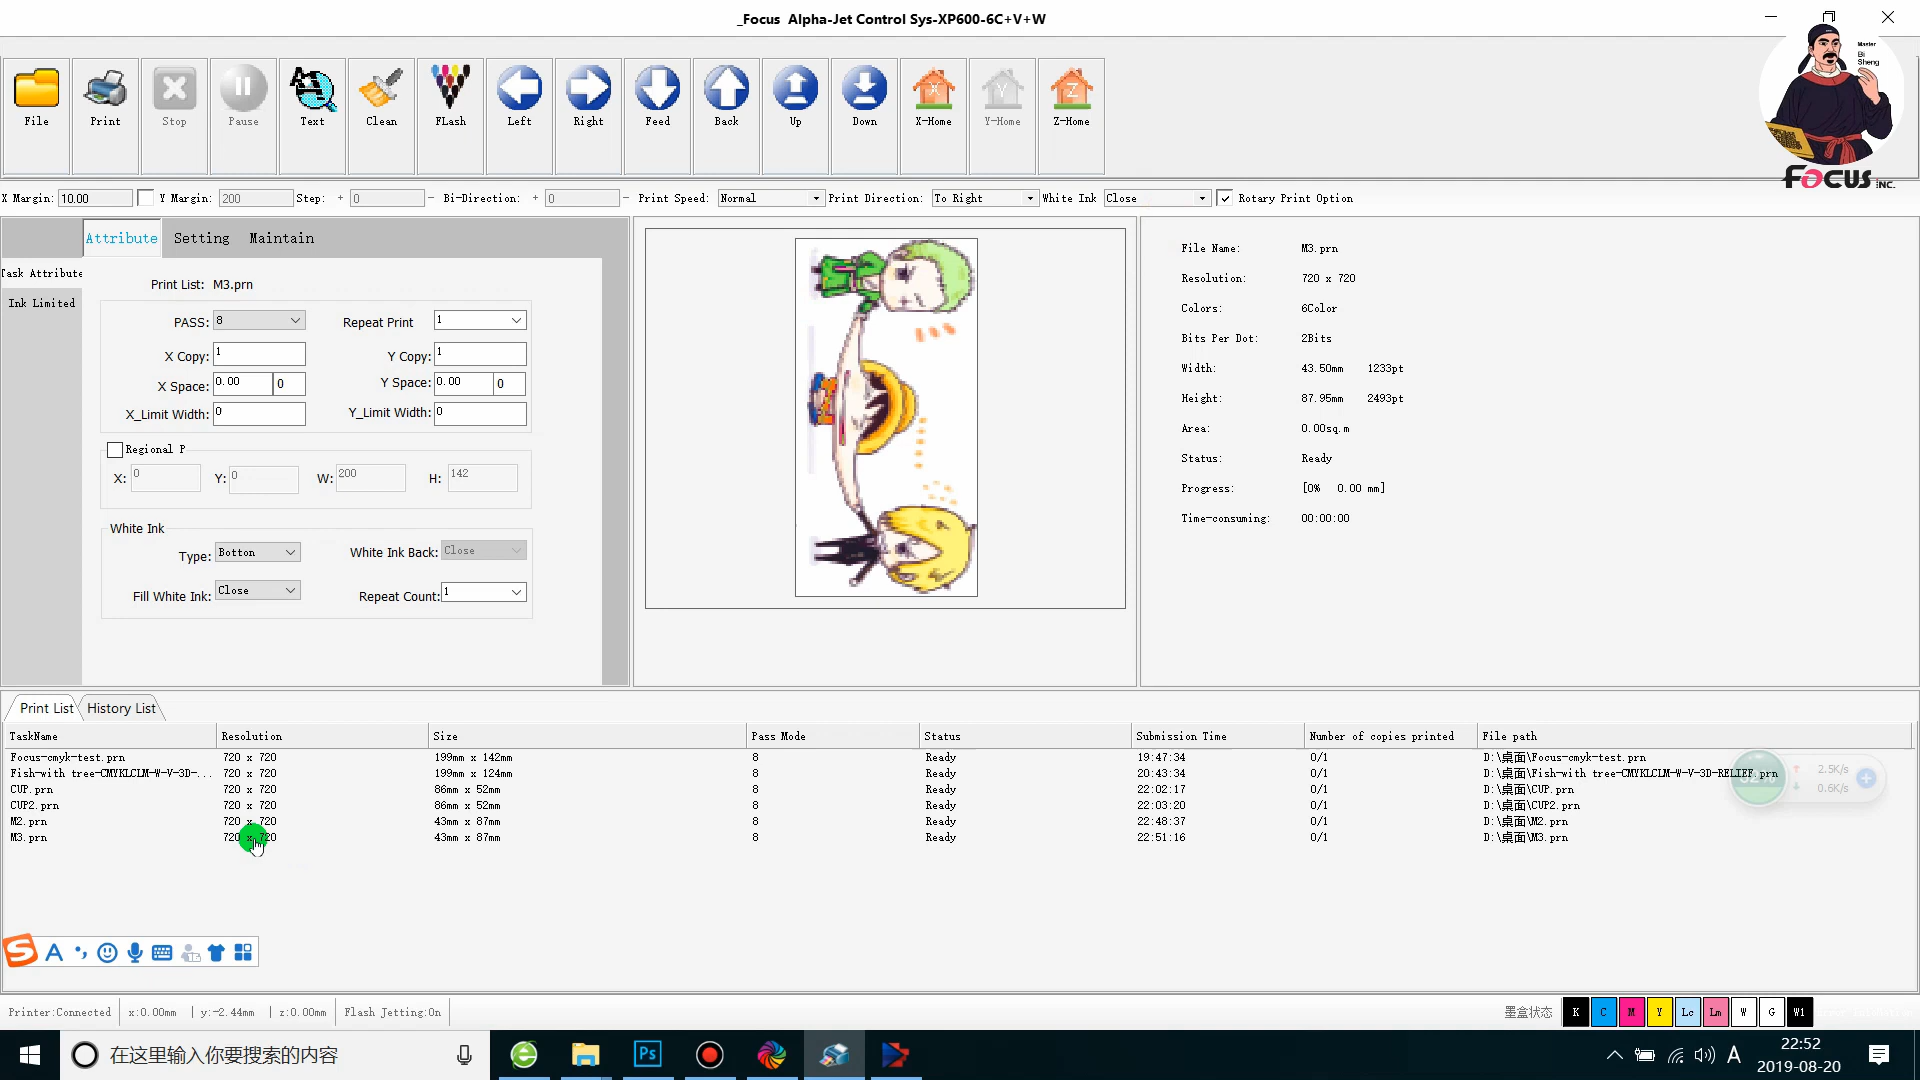 _Focus Alpha-Jet Control Sys-XP600-6C+V+W
Master
Bi
Sheng
FOCUS INC.
File Print Stop Pause Text Clean FLash Left Right Feed Back Up Down X-Home Y-Home Z-Home
X Margin: 10.00 Y Margin: 200 Step: + 0 - Bi-Direction: + 0 - Print Speed: Normal Print Direction: To Right White Ink Close Rotary Print Option
Attribute Setting Maintain
Task Attribute
Ink Limited
Print List: M3.prn
PASS: 8 Repeat Print 1
X Copy: 1 Y Copy: 1
X Space: 0.00 0 Y Space: 0.00 0
X_Limit Width: 0 Y_Limit Width: 0
Regional P
X: 0 Y: 0 W: 200 H: 142
White Ink
Type: Botton White Ink Back: Close
Fill White Ink: Close Repeat Count: 1
File Name: M3.prn
Resolution: 720 x 720
Colors: 6Color
Bits Per Dot: 2Bits
Width: 43.50mm 1233pt
Height: 87.95mm 2493pt
Area: 0.00sq.m
Status: Ready
Progress: [0% 0.00 mm]
Time-consuming: 00:00:00
Print List History List
TaskName Resolution Size Pass Mode Status Submission Time Number of copies printed File path
Focus-cmyk-test.prn 720 x 720 199mm x 142mm 8 Ready 19:47:34 0/1 D:\桌面\Focus-cmyk-test.prn
Fish-with tree-CMYKLCLM-W-V-3D-... 720 x 720 199mm x 124mm 8 Ready 20:43:34 0/1 D:\桌面\Fish-with tree-CMYKLCLM-W-V-3D-RELIEF.prn
CUP.prn 720 x 720 86mm x 52mm 8 Ready 22:02:17 0/1 D:\桌面\CUP.prn
CUP2.prn 720 x 720 86mm x 52mm 8 Ready 22:03:20 0/1 D:\桌面\CUP2.prn
M2.prn 720 x 720 43mm x 87mm 8 Ready 22:48:37 0/1 D:\桌面\M2.prn
M3.prn 720 x 720 43mm x 87mm 8 Ready 22:51:16 0/1 D:\桌面\M3.prn
2.5K/s
0.6K/s
S A
Printer:Connected x:0.00mm y:-2.44mm z:0.00mm Flash Jetting:On 墨盒状态 K C M Y Lc Lm W G W1
在这里输入你要搜索的内容 Ps A 22:52
2019-08-20